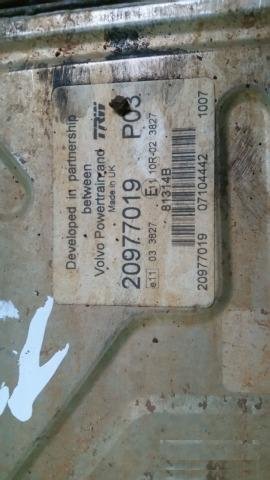 Developed in partnership
between
Volvo Powertrain and TRW
Made in UK
20977019 P03
e11 03 3827 E11 10R-02 3827
81314B
20977019 07104442 1007